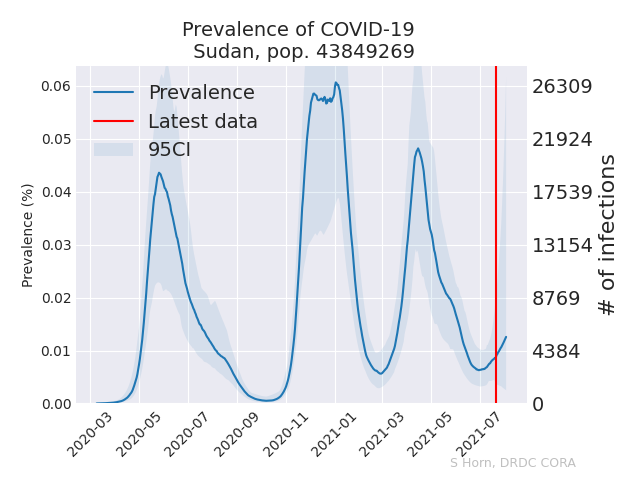 Prevalence of COVID-19
Sudan, pop. 43849269
Prevalence
Latest data
95CI
Prevalence (%)
0.06
0.05
0.04
0.03
0.02
0.01
0.00
26309
21924
17539
13154
8769
4384
0
# of infections
2020-03
2020-05
2020-07
2020-09
2020-11
2021-01
2021-03
2021-05
2021-07
S Horn, DRDC CORA